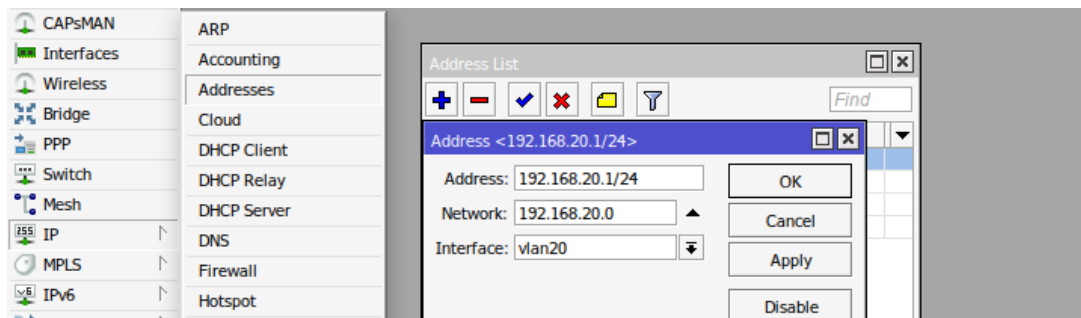 CAPsMAN
Interfaces
Wireless
Bridge
PPP
Switch
Mesh
255
IP
MPLS
v6
IPv6
ARP
Accounting
Addresses
Cloud
DHCP Client
DHCP Relay
DHCP Server
DNS
Firewall
Hotspot
Address List
Find
Address <192.168.20.1/24>
Address: 192.168.20.1/24
Network: 192.168.20.0
Interface: vlan20
OK
Cancel
Apply
Disable